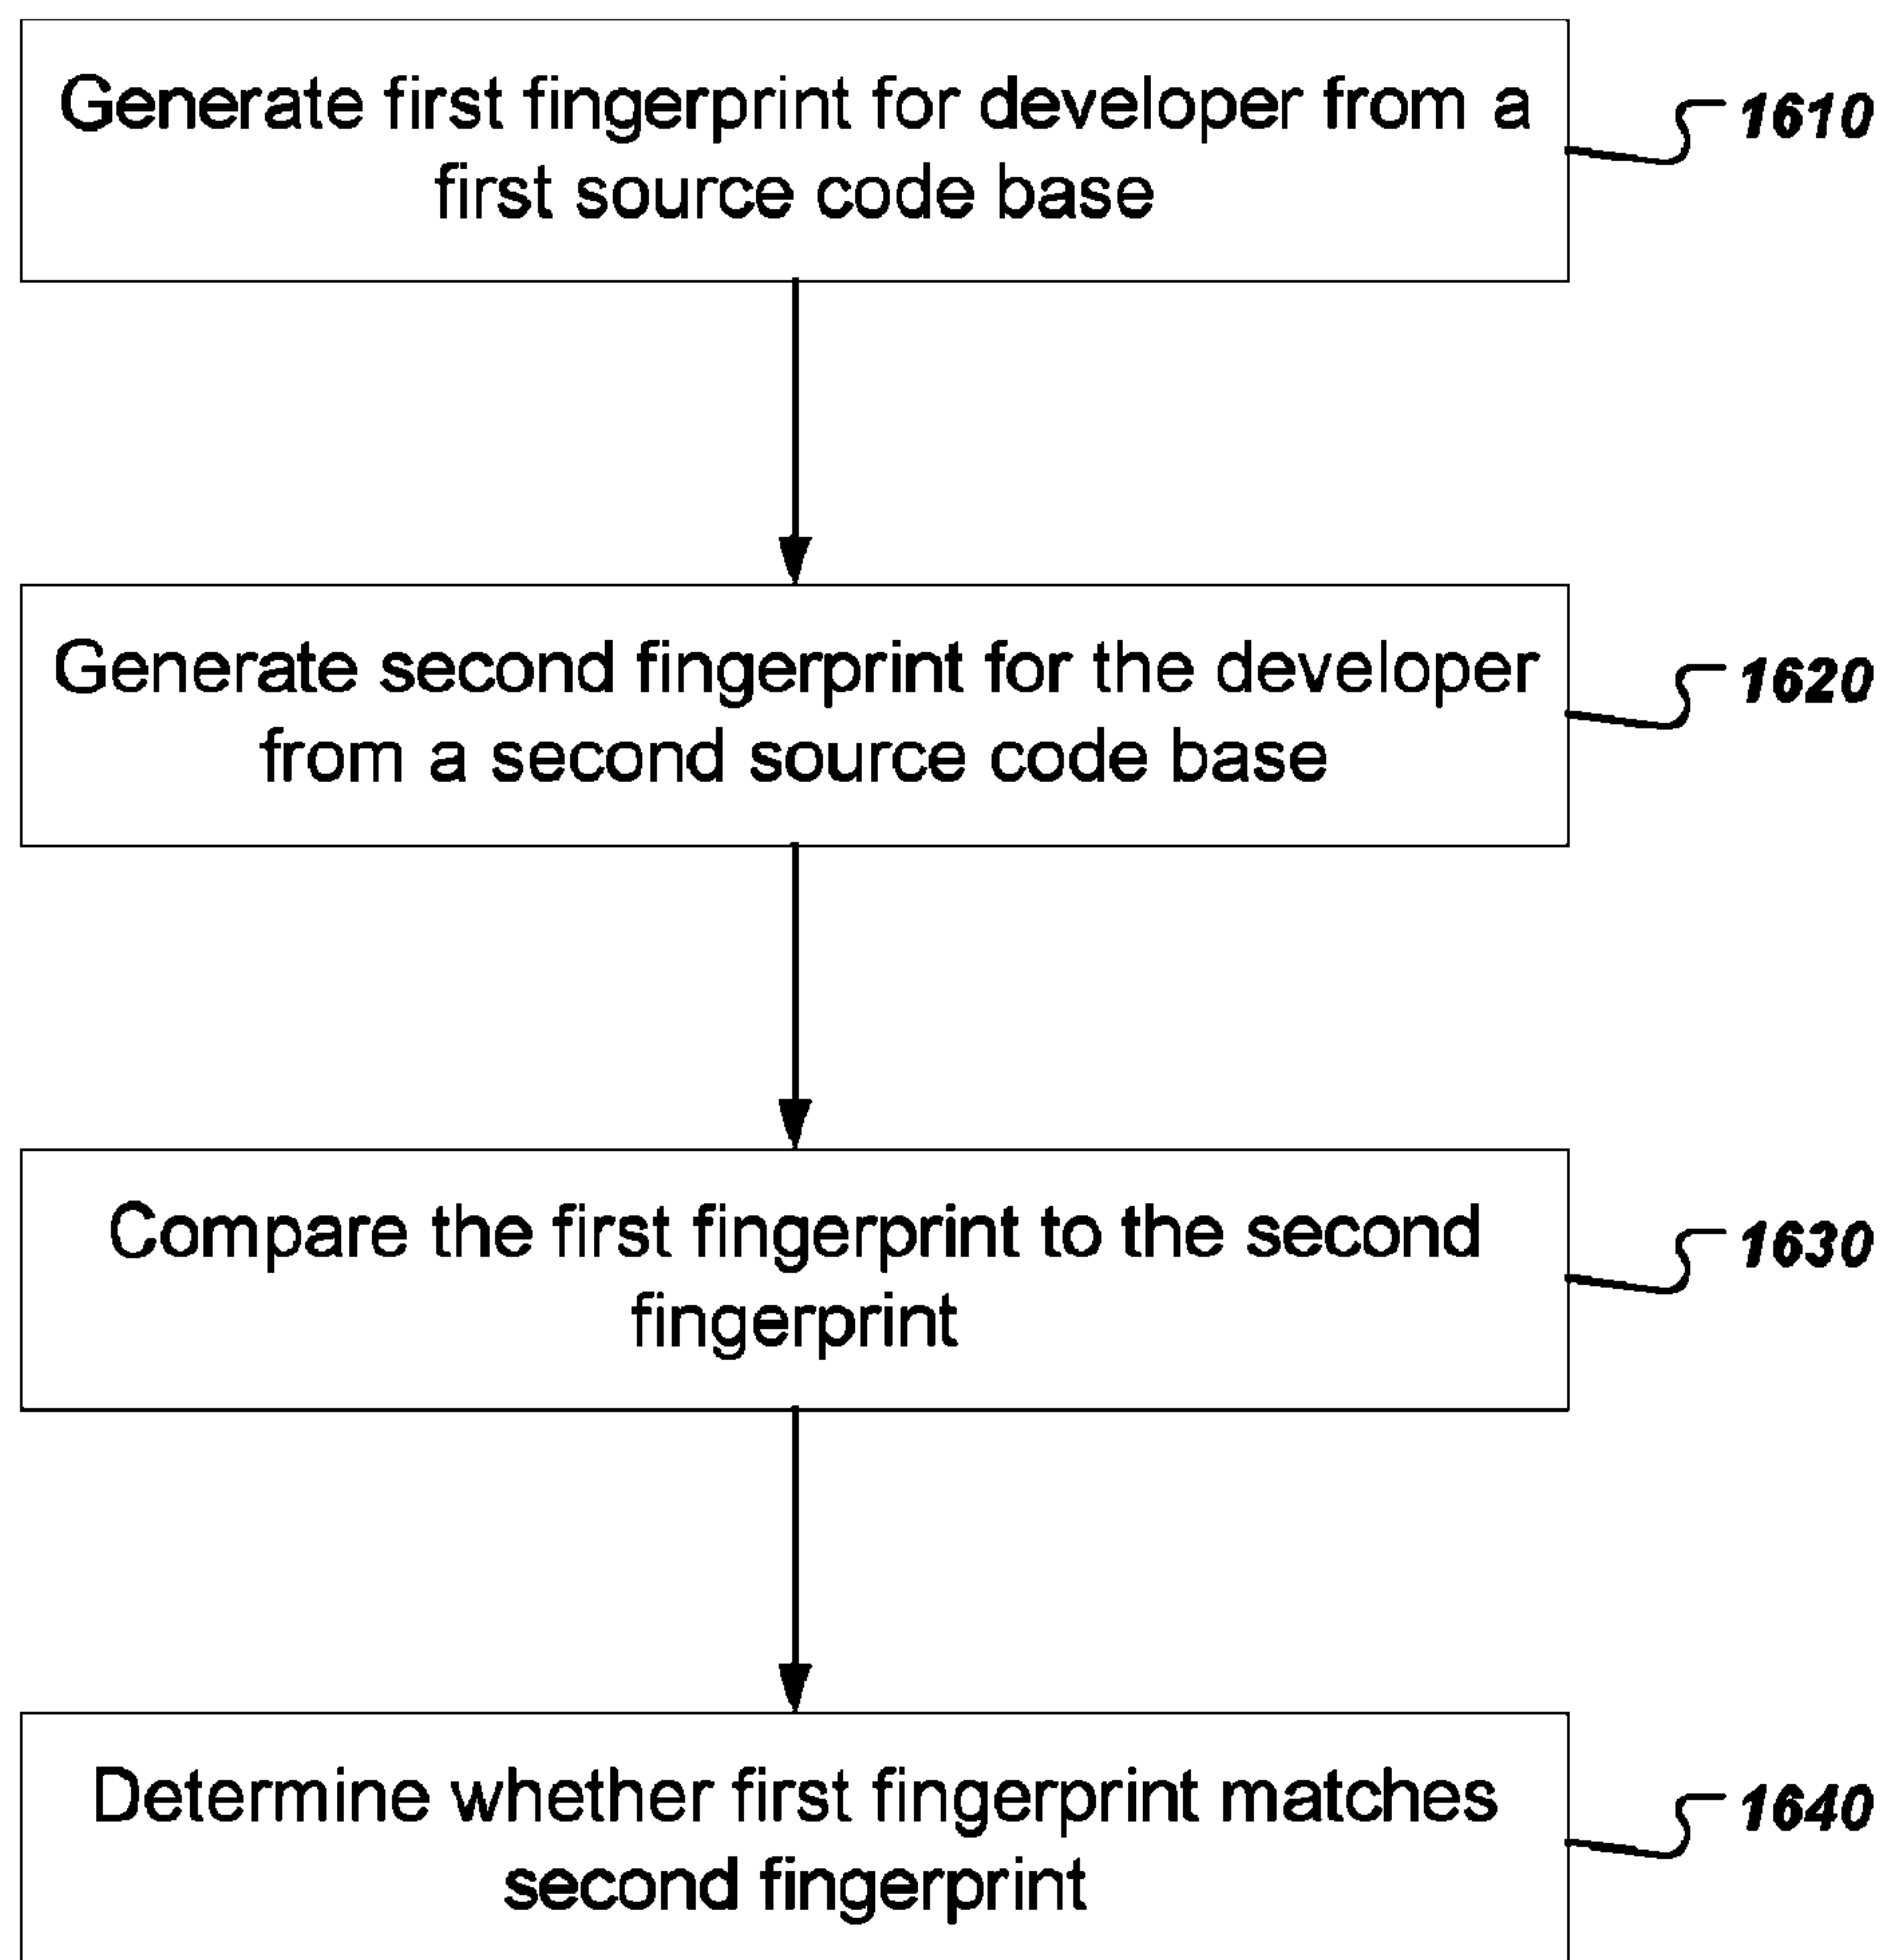 Generate first fingerprint for developer from a
first source code base
1610
Generate second fingerprint for the developer
from a second source code base
1620
Compare the first fingerprint to the second
fingerprint
1630
Determine whether first fingerprint matches
second fingerprint
1640